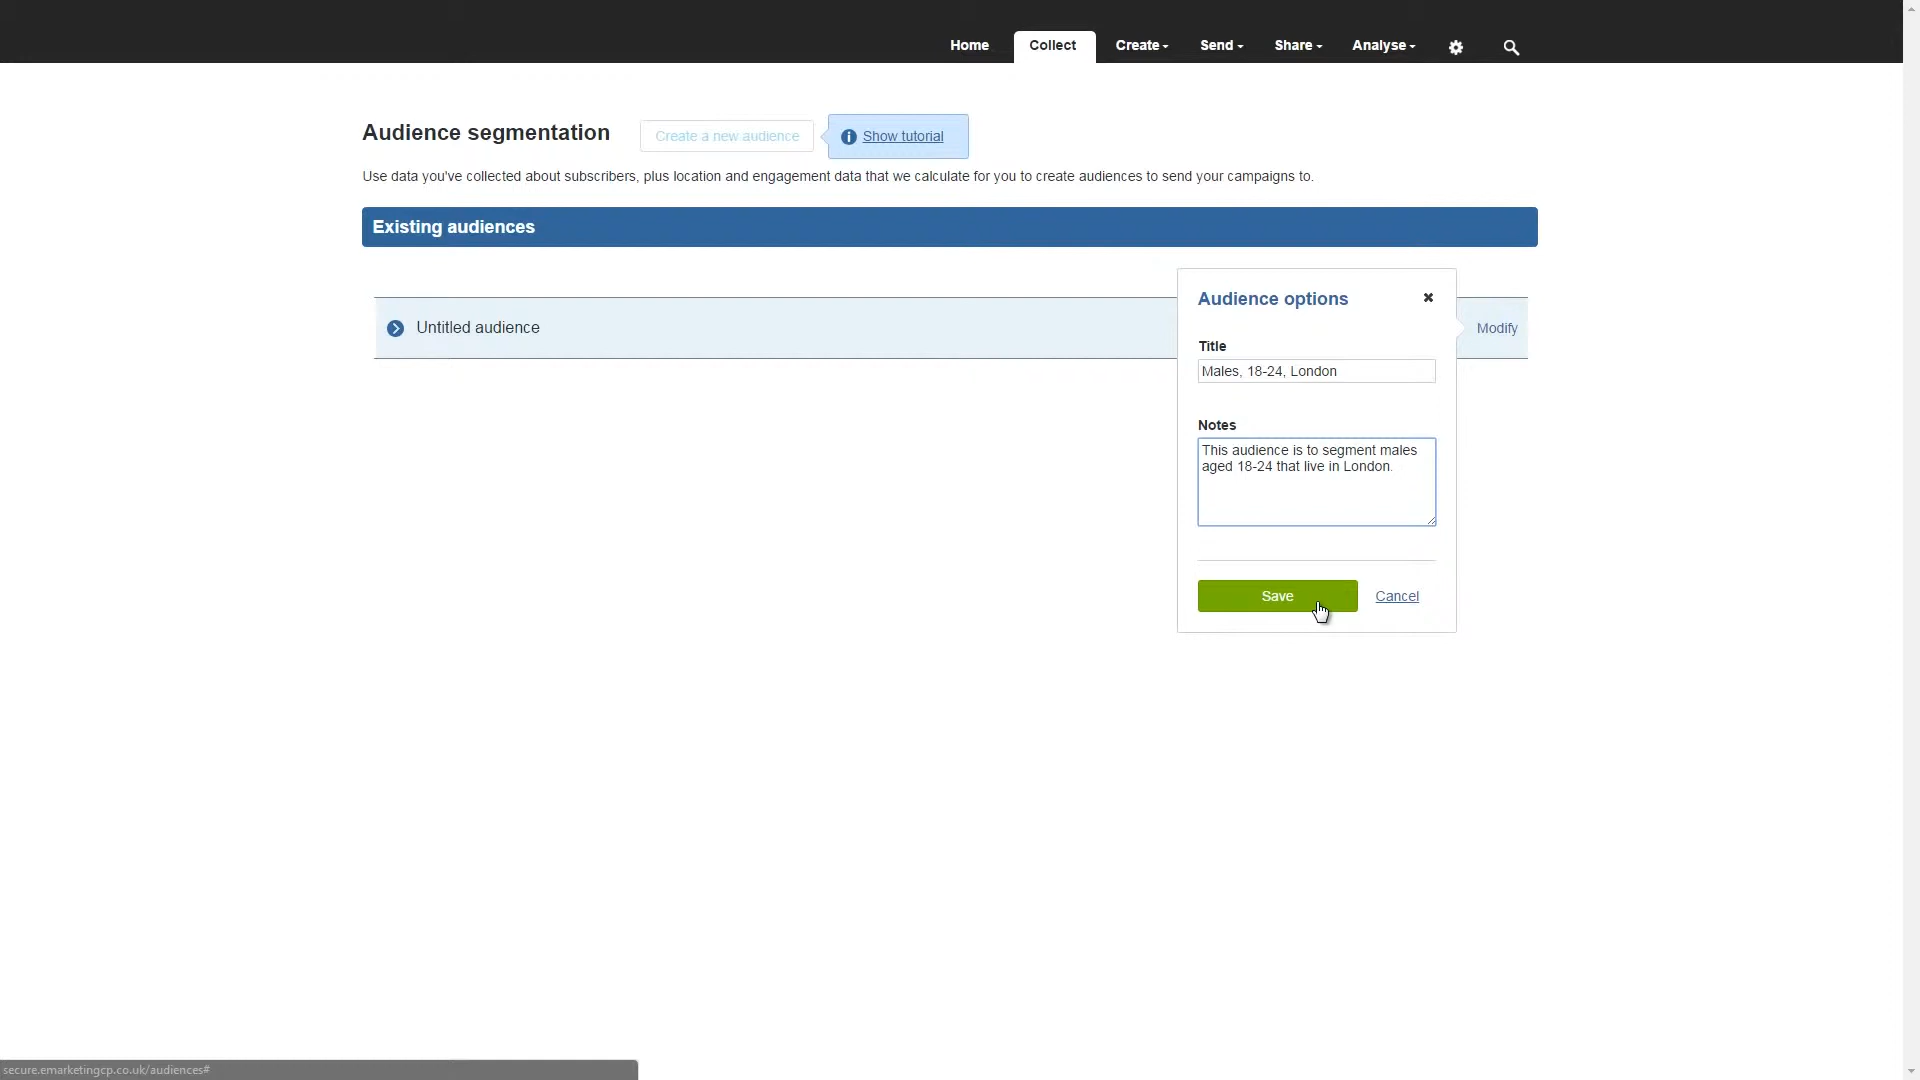 Home Collect Create Send Share Analyse
Audience segmentation
Create a new audience
Show tutorial
Use data you've collected about subscribers, plus location and engagement data that we calculate for you to create audiences to send your campaigns to.
Existing audiences
Untitled audience
Modify
Audience options
Title
Males, 18-24, London
Notes
This audience is to segment males
aged 18-24 that live in London.
Save Cancel
secure.emarketingcp.co.uk/audiences#